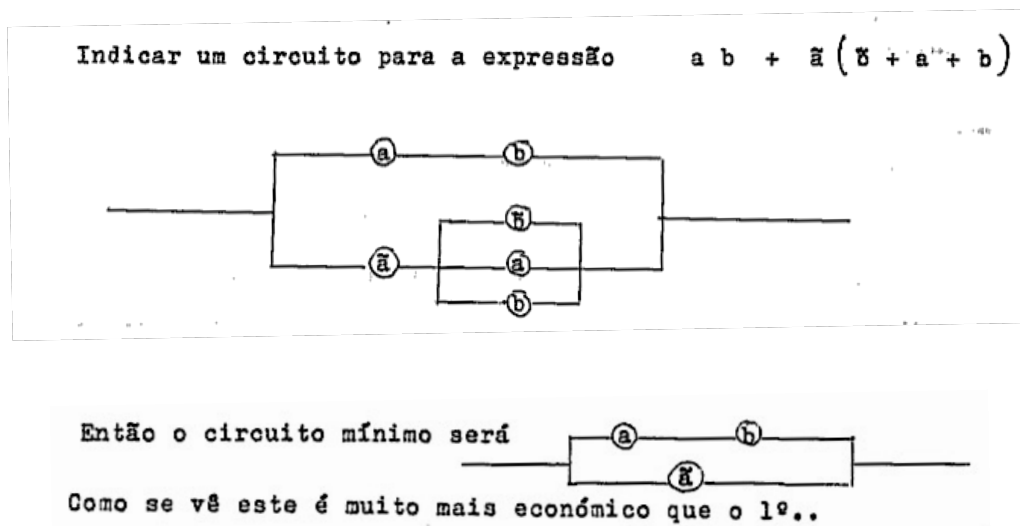 Indicar um circuito para a expressão a b + ã ( b̃ + a + b )
a b
b̃
ã a
b
Então o circuito mínimo será a b
ã
Como se vê este é muito mais económico que o 1º..